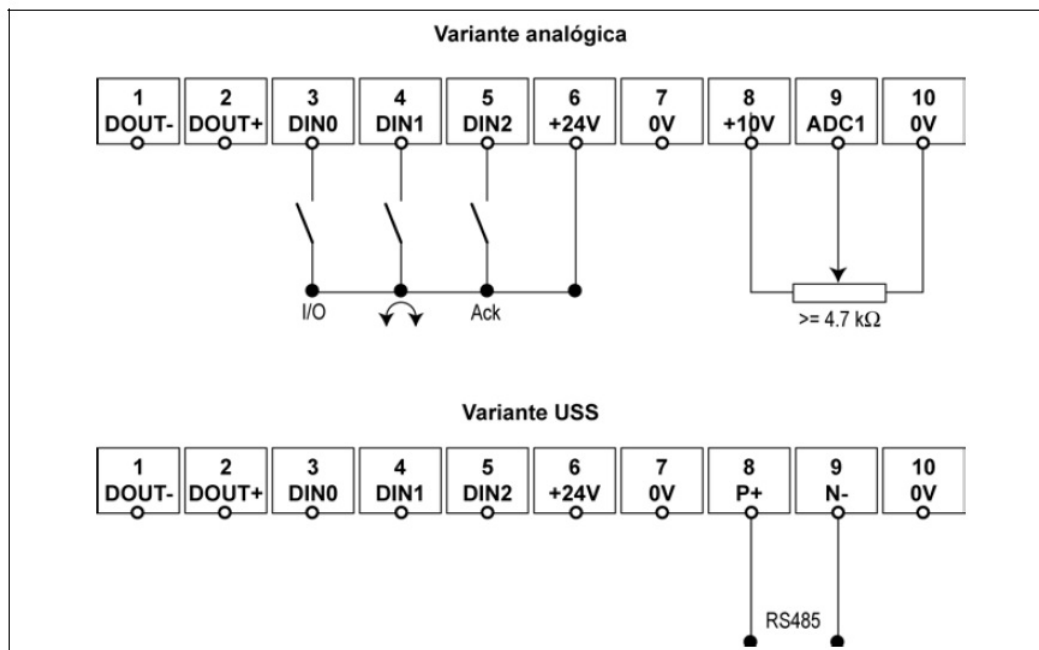 Variante analógica
1 2 3 4 5 6 7 8 9 10
DOUT- DOUT+ DIN0 DIN1 DIN2 +24V 0V +10V ADC1 0V
I/O Ack >= 4.7 kΩ
Variante USS
1 2 3 4 5 6 7 8 9 10
DOUT- DOUT+ DIN0 DIN1 DIN2 +24V 0V P+ N- 0V
RS485